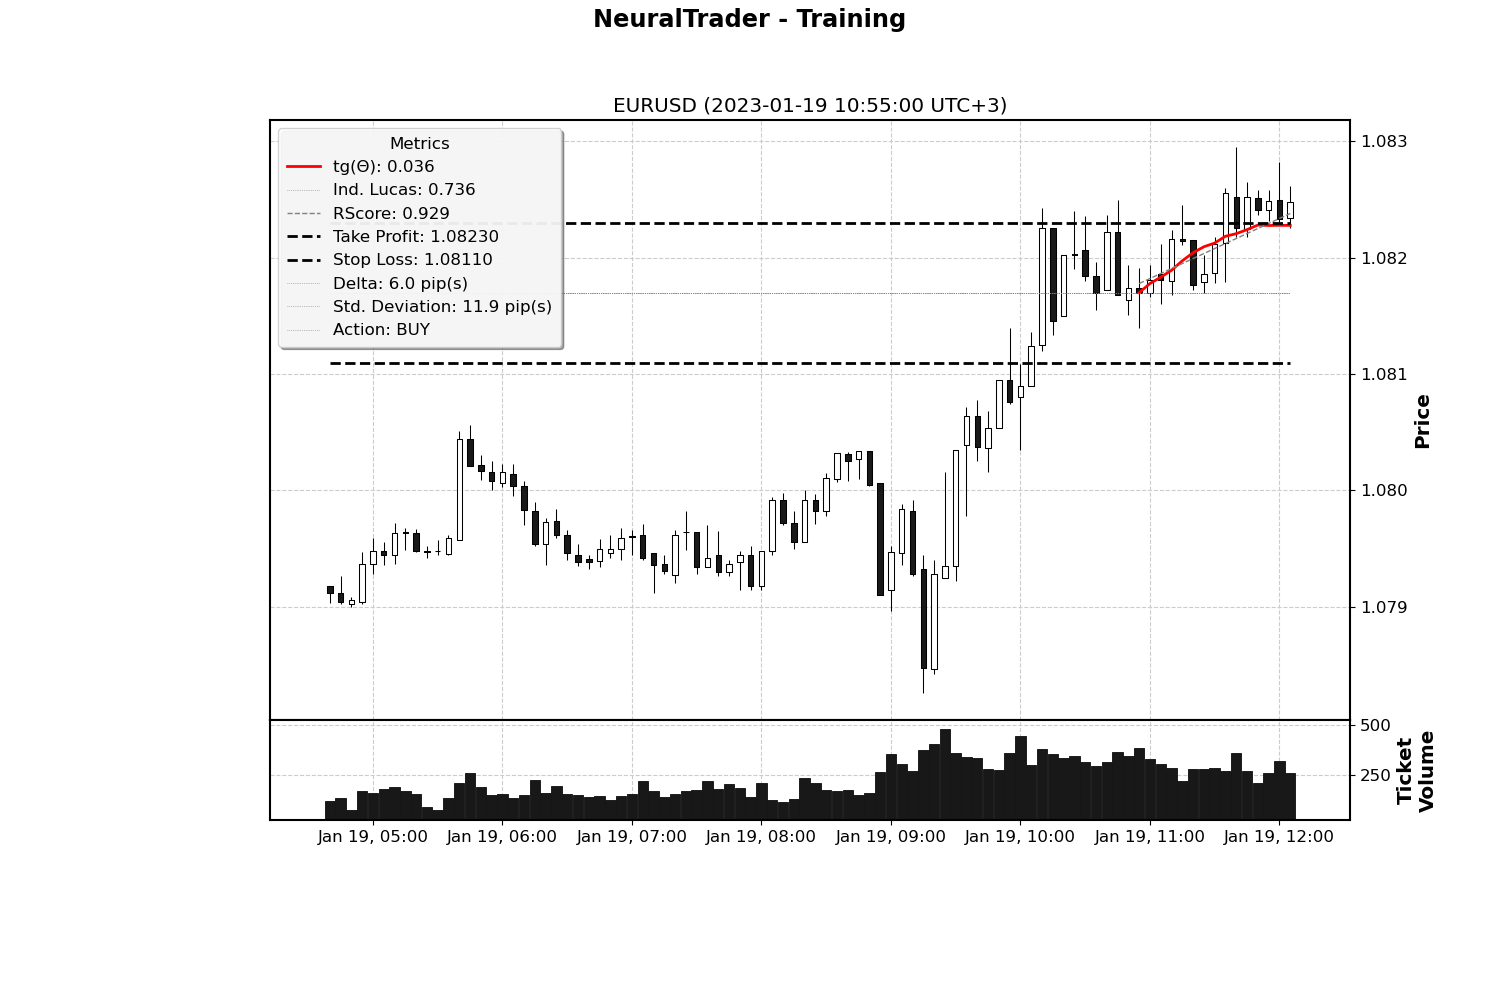 NeuralTrader - Training
EURUSD (2023-01-19 10:55:00 UTC+3)
Metrics
tg(Θ): 0.036
Ind. Lucas: 0.736
RScore: 0.929
Take Profit: 1.08230
Stop Loss: 1.08110
Delta: 6.0 pip(s)
Std. Deviation: 11.9 pip(s)
Action: BUY
1.083
1.082
1.081
1.080
1.079
Price
500
250
Ticket
Volume
Jan 19, 05:00
Jan 19, 06:00
Jan 19, 07:00
Jan 19, 08:00
Jan 19, 09:00
Jan 19, 10:00
Jan 19, 11:00
Jan 19, 12:00